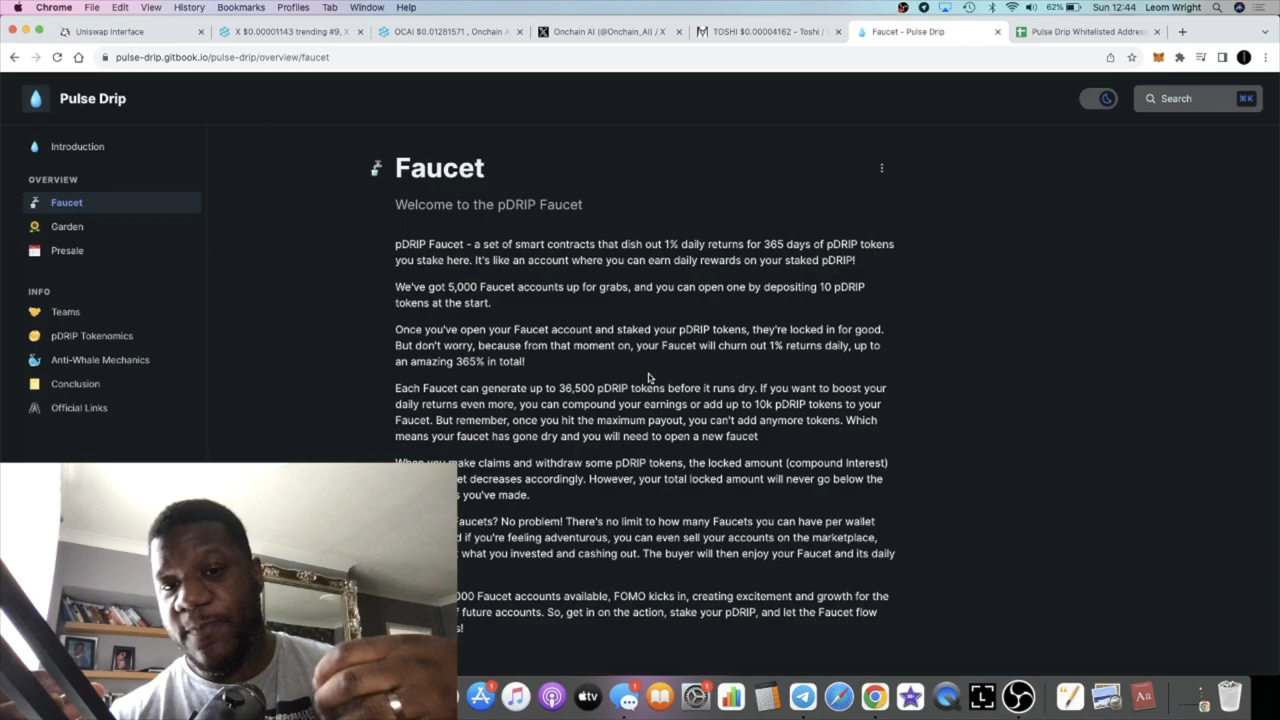 Chrome File Edit View History Bookmarks Profiles Tab Window Help 62% Sun 12:44 Leom Wright
Uniswap Interface X $0.00001143 trending #9, X OCAI $0.01281571 , Onchain A Onchain AI (@Onchain_AI) / X TOSHI $0.00004162 - Toshi / Faucet - Pulse Drip Pulse Drip Whitelisted Addres
pulse-drip.gitbook.io/pulse-drip/overview/faucet
Pulse Drip
Search ⌘K
Introduction
OVERVIEW
Faucet
Garden
Presale
INFO
Teams
pDRIP Tokenomics
Anti-Whale Mechanics
Conclusion
Official Links
Faucet
Welcome to the pDRIP Faucet
pDRIP Faucet - a set of smart contracts that dish out 1% daily returns for 365 days of pDRIP tokens
you stake here. It's like an account where you can earn daily rewards on your staked pDRIP!
We've got 5,000 Faucet accounts up for grabs, and you can open one by depositing 10 pDRIP
tokens at the start.
Once you've open your Faucet account and staked your pDRIP tokens, they're locked in for good.
But don't worry, because from that moment on, your Faucet will churn out 1% returns daily, up to
an amazing 365% in total!
Each Faucet can generate up to 36,500 pDRIP tokens before it runs dry. If you want to boost your
daily returns even more, you can compound your earnings or add up to 10k pDRIP tokens to your
Faucet. But remember, once you hit the maximum payout, you can't add anymore tokens. Which
means your faucet has gone dry and you will need to open a new faucet
When you make claims and withdraw some pDRIP tokens, the locked amount (compound Interest)
et decreases accordingly. However, your total locked amount will never go below the
s you've made.
Faucets? No problem! There's no limit to how many Faucets you can have per wallet
d if you're feeling adventurous, you can even sell your accounts on the marketplace,
t what you invested and cashing out. The buyer will then enjoy your Faucet and its daily
000 Faucet accounts available, FOMO kicks in, creating excitement and growth for the
f future accounts. So, get in on the action, stake your pDRIP, and let the Faucet flow
s!